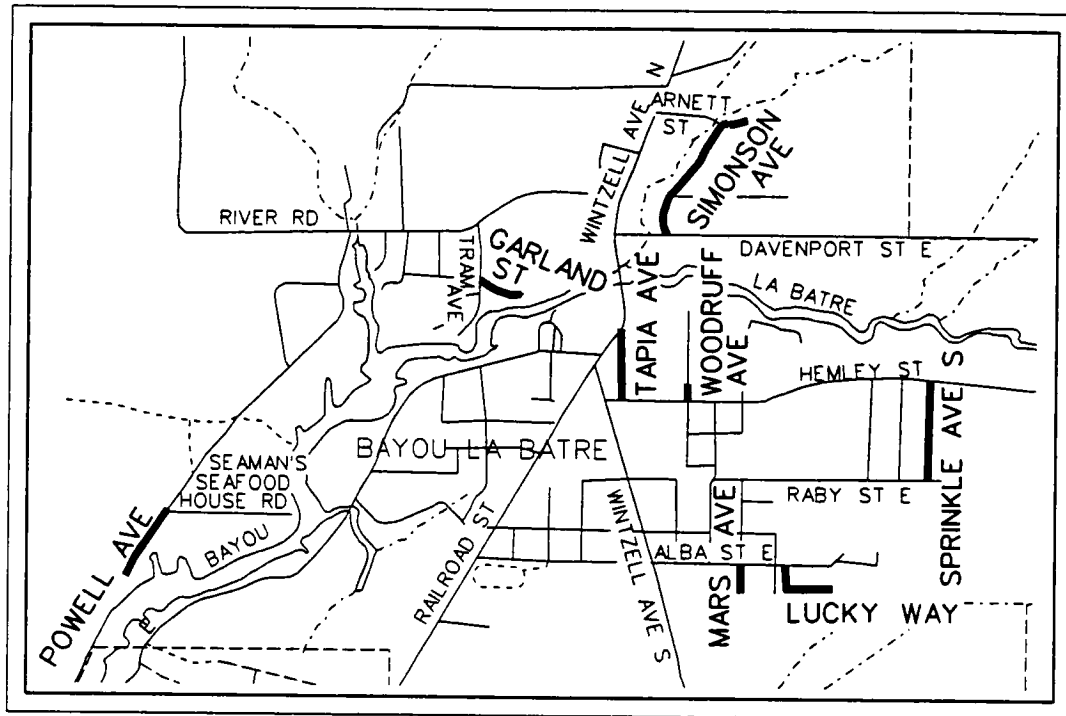 WINTZELL AVE N
ARNETT
ST
SIMONSON
AVE
RIVER RD
TRAM
AVE
GARLAND
ST
DAVENPORT ST E
LA BATRE
TAPIA AVE
WOODRUFF
AVE
HEMLEY ST
SPRINKLE AVE S
BAYOU LA BATRE
SEAMAN'S
SEAFOOD
HOUSE RD
RABY ST E
POWELL AVE
BAYOU
RAILROAD ST
WINTZELL AVE S
ALBA ST E
MARS AVE
LUCKY WAY